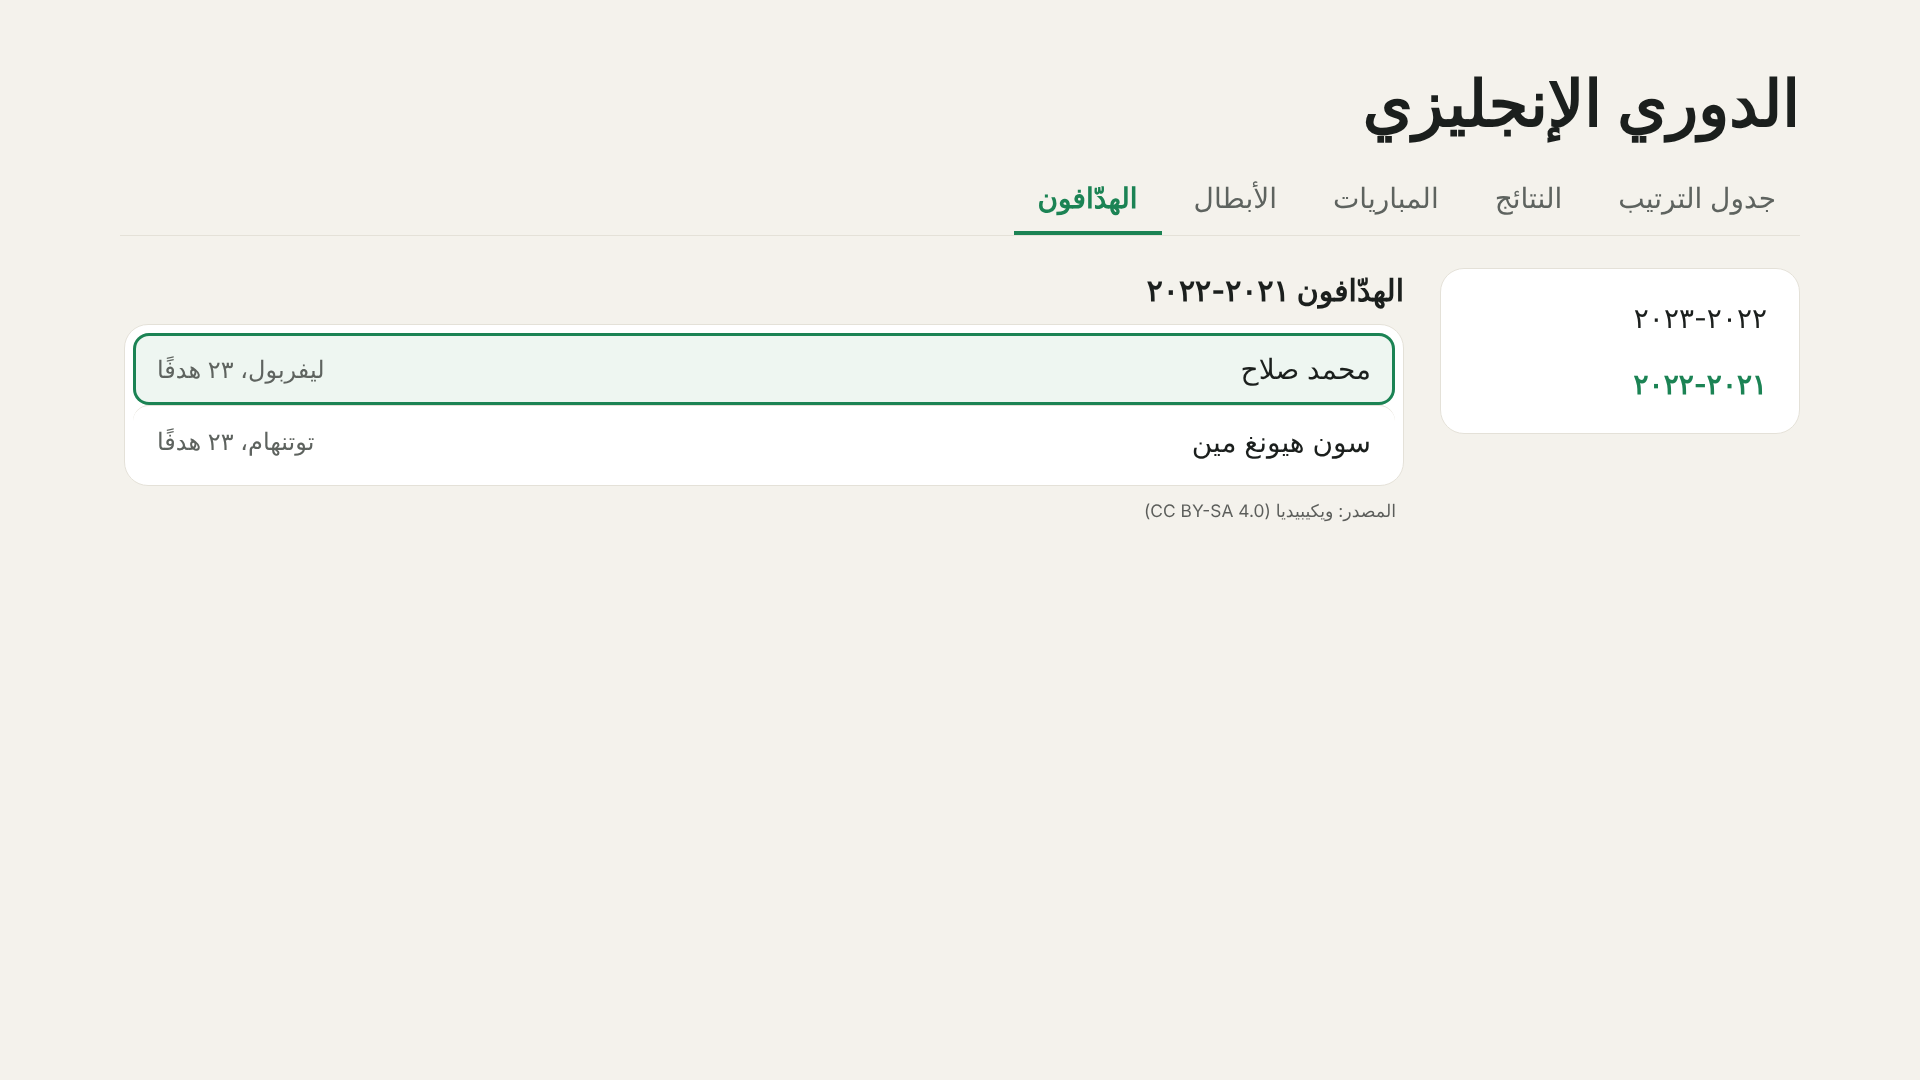 الدوري الإنجليزي
جدول الترتيب
النتائج
المباريات
الأبطال
الهدّافون
٢٠٢٢-٢٠٢٣
٢٠٢١-٢٠٢٢
الهدّافون ٢٠٢١-٢٠٢٢
محمد صلاح
ليفربول، ٢٣ هدفًا
سون هيونغ مين
توتنهام، ٢٣ هدفًا
المصدر: ويكيبيديا (CC BY-SA 4.0)